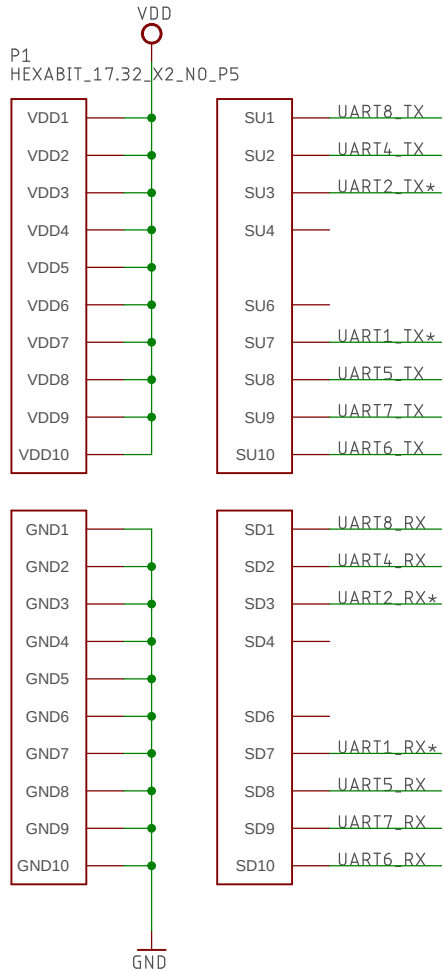 VDD
P1
HEXABIT_17.32_X2_NO_P5
VDD1 SU1 UART8_TX
VDD2 SU2 UART4_TX
VDD3 SU3 UART2_TX*
VDD4 SU4
VDD5
VDD6 SU6
VDD7 SU7 UART1_TX*
VDD8 SU8 UART5_TX
VDD9 SU9 UART7_TX
VDD10 SU10 UART6_TX
GND1 SD1 UART8_RX
GND2 SD2 UART4_RX
GND3 SD3 UART2_RX*
GND4 SD4
GND5
GND6 SD6
GND7 SD7 UART1_RX*
GND8 SD8 UART5_RX
GND9 SD9 UART7_RX
GND10 SD10 UART6_RX
GND